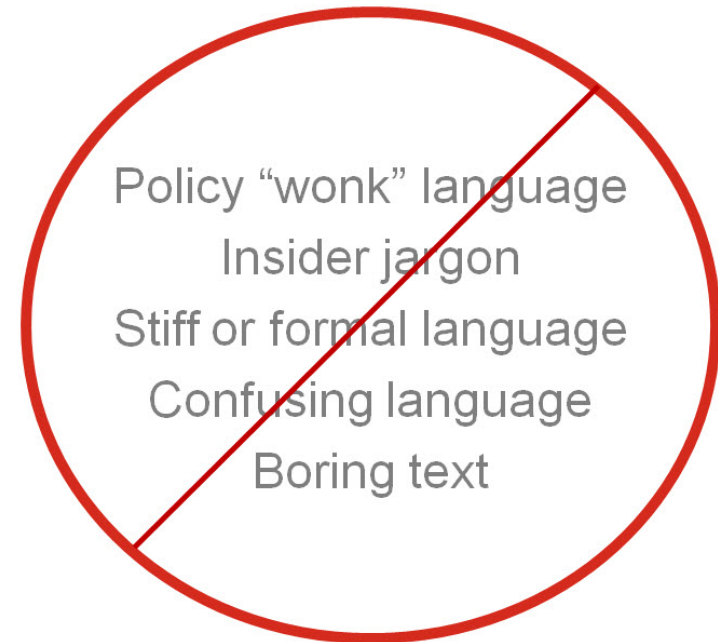 Policy “wonk” language
Insider jargon
Stiff or formal language
Confusing language
Boring text